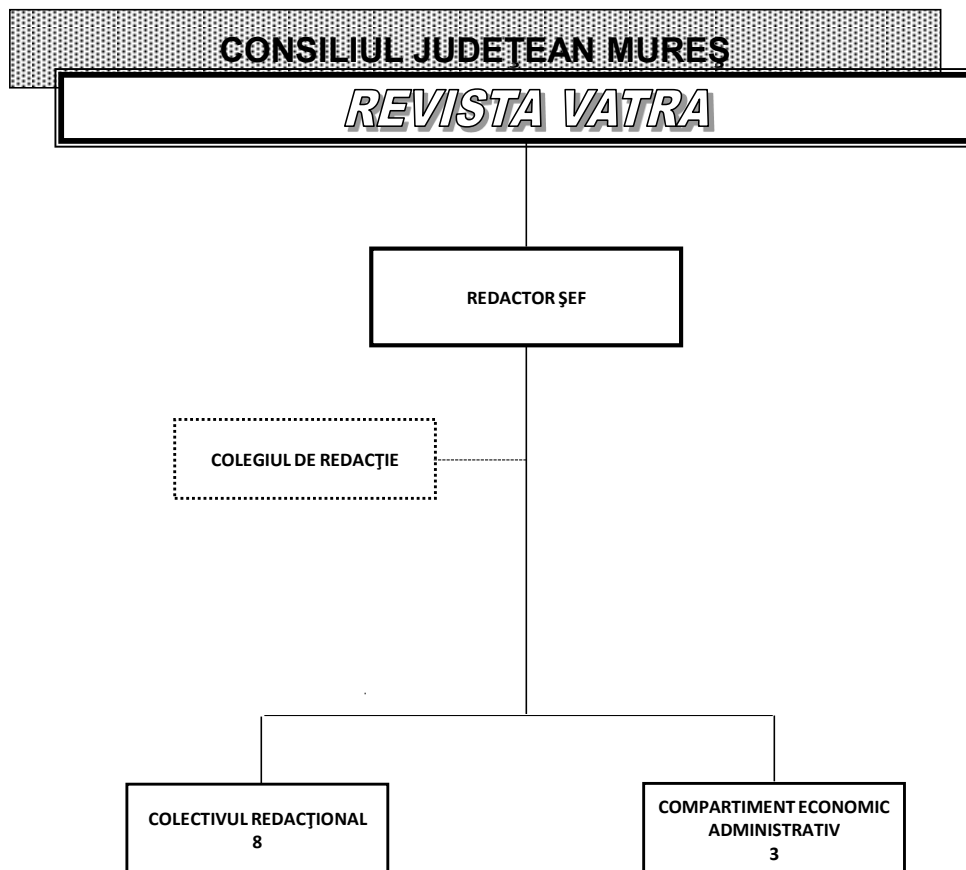 CONSILIUL JUDEŢEAN MUREŞ
REVISTA VATRA
REDACTOR ŞEF
COLEGIUL DE REDACŢIE
COLECTIVUL REDACŢIONAL
8
COMPARTIMENT ECONOMIC
ADMINISTRATIV
3